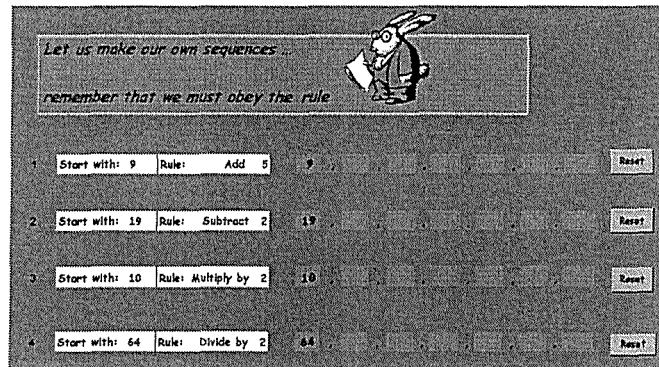 Let us make our own sequences ...
remember that we must obey the rule
1 Start with: 9 Rule: Add 5 9 , , , , , , Reset
2 Start with: 19 Rule: Subtract 2 19 , , , , , , Reset
3 Start with: 10 Rule: Multiply by 2 10 , , , , , , Reset
4 Start with: 64 Rule: Divide by 2 64 , , , , , , Reset